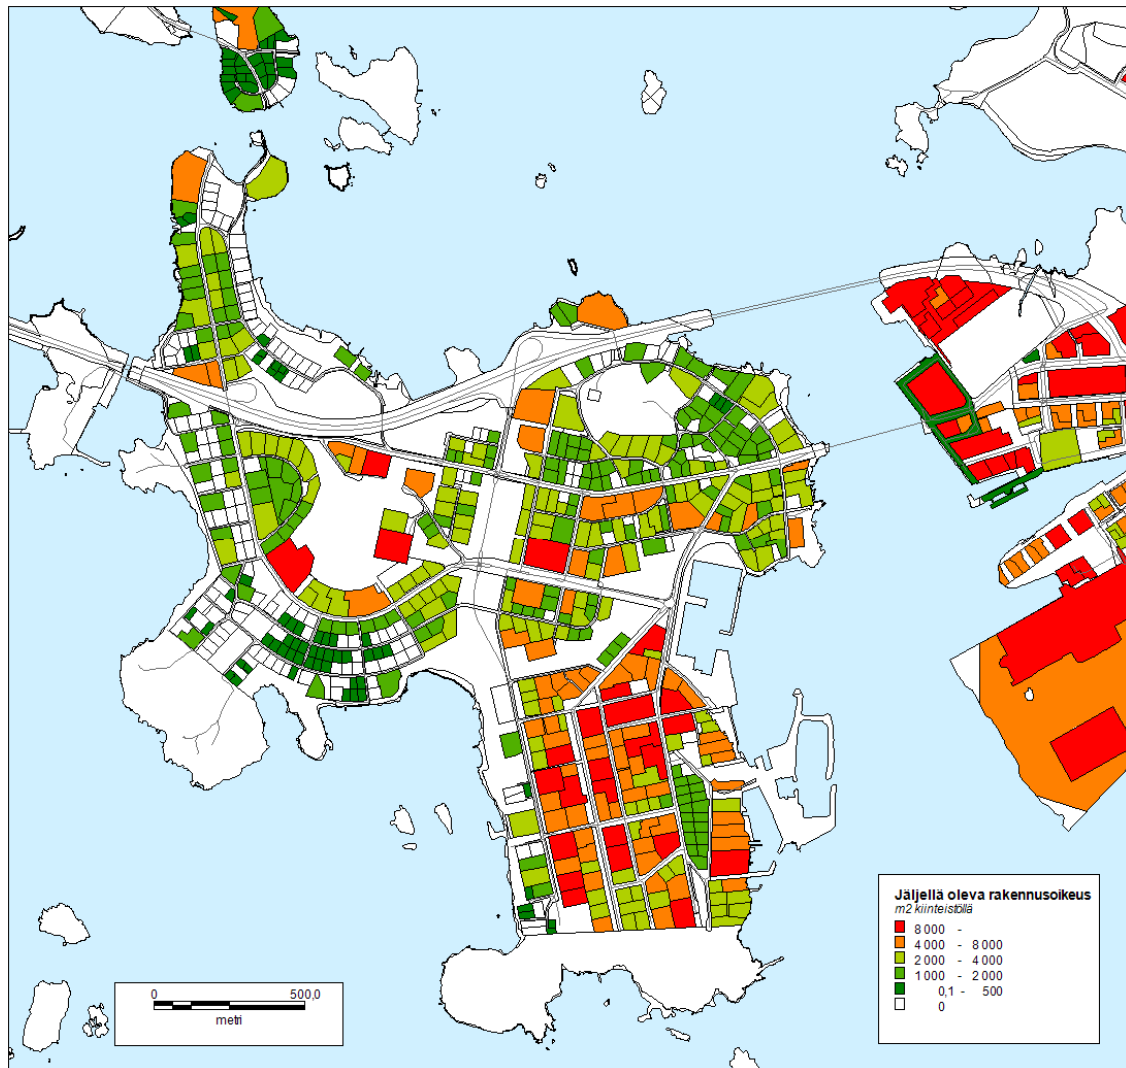 Jäljellä oleva rakennusoikeus
m2 kiinteistöllä
8 000 -
4 000 - 8 000
2 000 - 4 000
1 000 - 2 000
0,1 - 500
0
0 500,0
metri